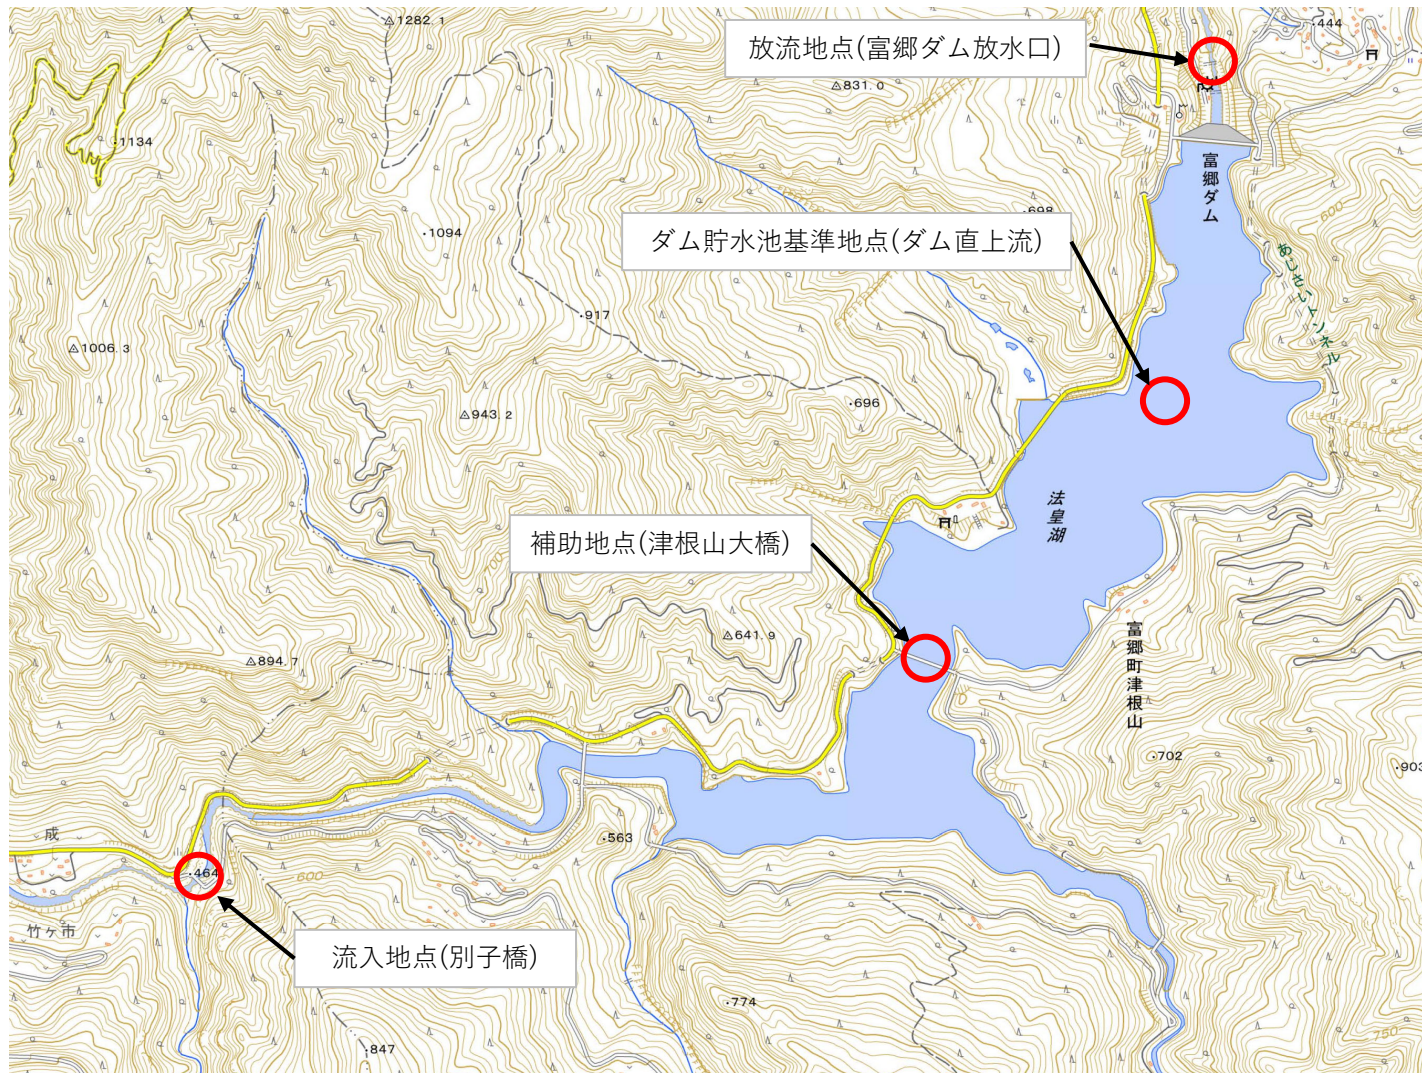 1282.1
放流地点(富郷ダム放水口)
444
831.0
1134
富郷ダム
600
698
1094
ダム貯水池基準地点(ダム直上流)
あじさいトンネル
917
1006.3
696
943.2
法皇湖
補助地点(津根山大橋)
700
641.9
富郷町津根山
894.7
702
903
563
成
464
600
竹ヶ市
流入地点(別子橋)
774
847
750